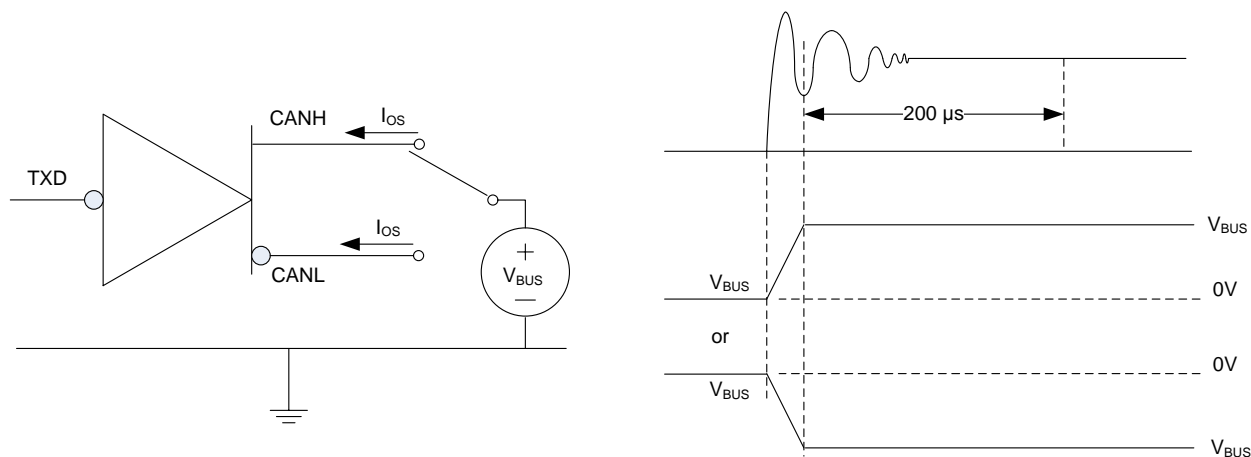 TXD
CANH
I_OS
I_OS
CANL
+
V_BUS
—
200 µs
V_BUS
V_BUS
0V
or
0V
V_BUS
V_BUS